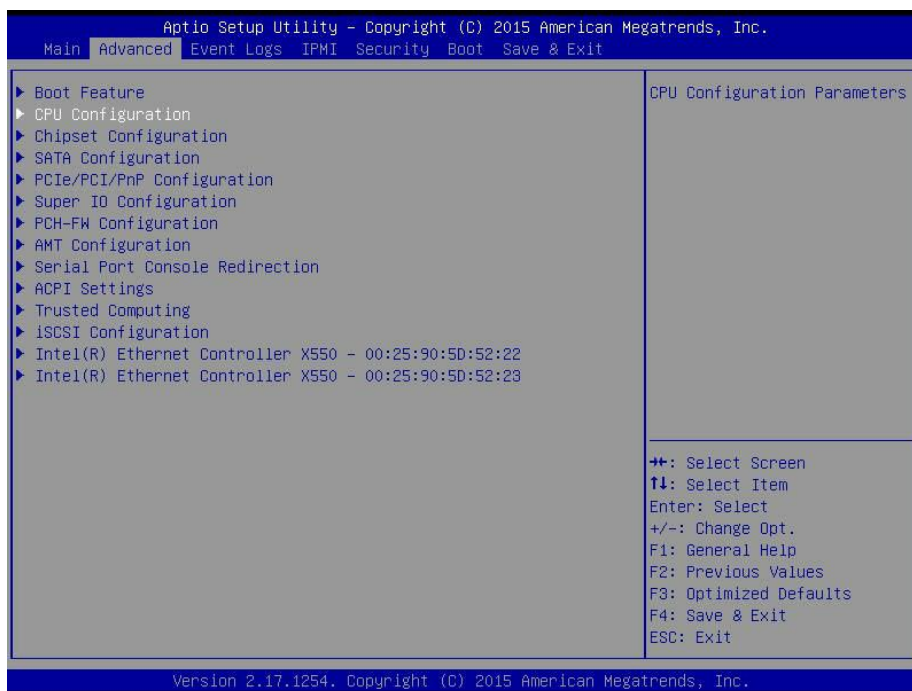 Aptio Setup Utility – Copyright (C) 2015 American Megatrends, Inc.
Main Advanced Event Logs IPMI Security Boot Save & Exit
▶ Boot Feature
▶ CPU Configuration
▶ Chipset Configuration
▶ SATA Configuration
▶ PCIe/PCI/PnP Configuration
▶ Super IO Configuration
▶ PCH-FW Configuration
▶ AMT Configuration
▶ Serial Port Console Redirection
▶ ACPI Settings
▶ Trusted Computing
▶ iSCSI Configuration
▶ Intel(R) Ethernet Controller X550 – 00:25:90:5D:52:22
▶ Intel(R) Ethernet Controller X550 – 00:25:90:5D:52:23
CPU Configuration Parameters
→←: Select Screen
↑↓: Select Item
Enter: Select
+/-: Change Opt.
F1: General Help
F2: Previous Values
F3: Optimized Defaults
F4: Save & Exit
ESC: Exit
Version 2.17.1254. Copyright (C) 2015 American Megatrends, Inc.